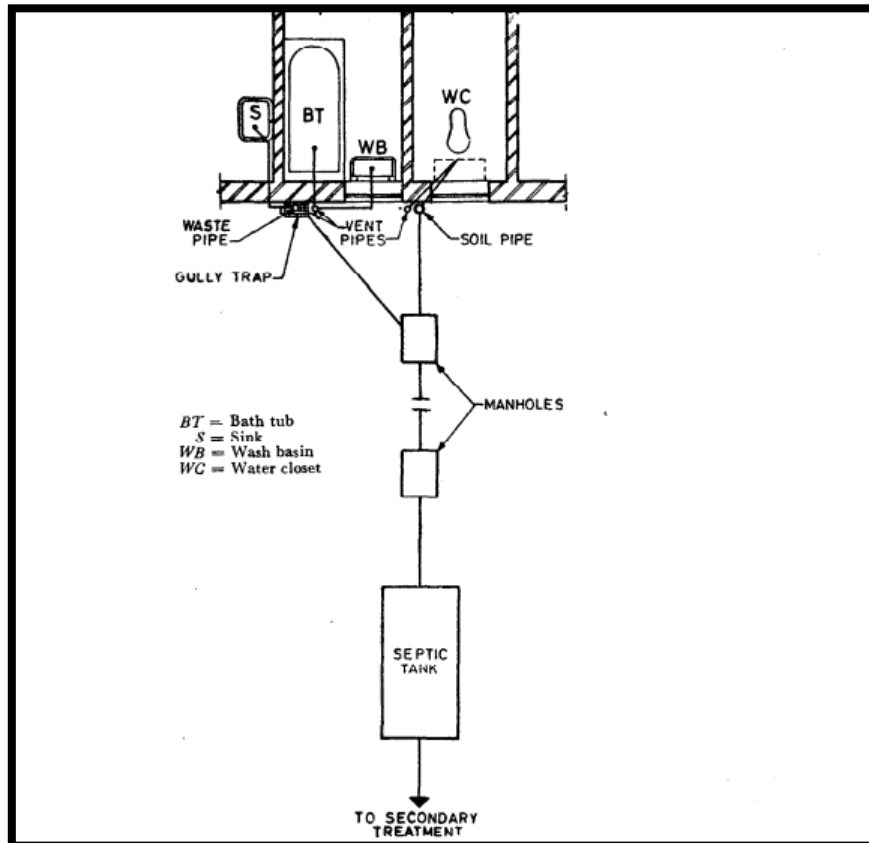 S
BT
WC
WB
WASTE
PIPE
VENT
PIPES
SOIL PIPE
GULLY TRAP
MANHOLES
BT = Bath tub
S = Sink
WB = Wash basin
WC = Water closet
SEPTIC
TANK
TO SECONDARY
TREATMENT